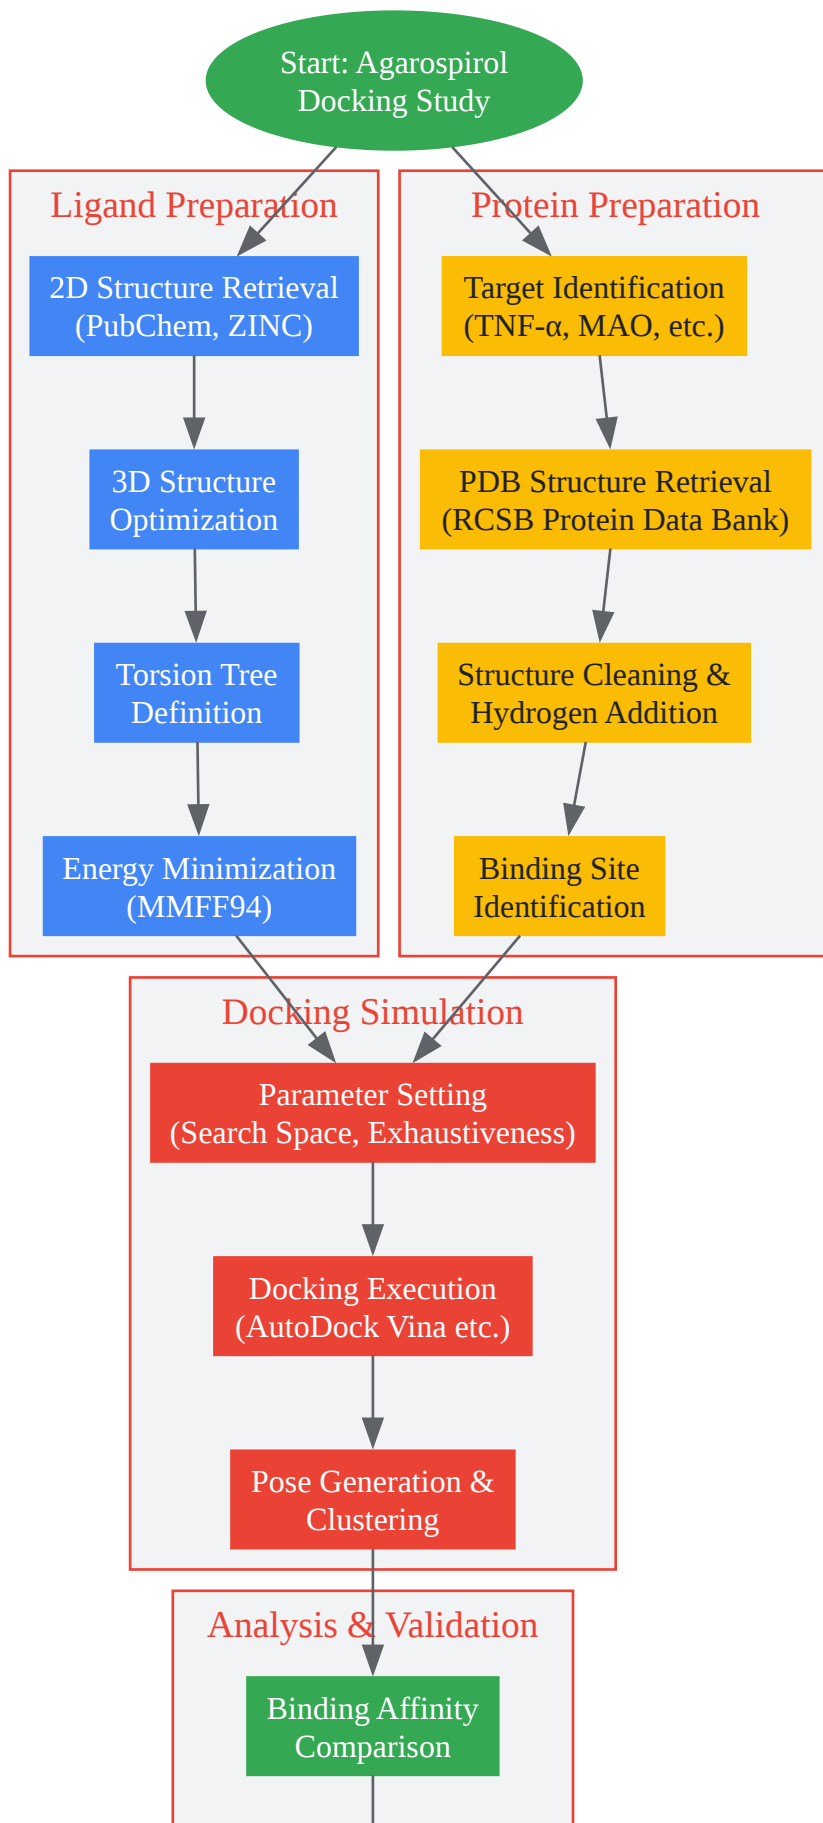 Start: Agarospirol
Docking Study
Ligand Preparation
2D Structure Retrieval
(PubChem, ZINC)
3D Structure
Optimization
Torsion Tree
Definition
Energy Minimization
(MMFF94)
Protein Preparation
Target Identification
(TNF-α, MAO, etc.)
PDB Structure Retrieval
(RCSB Protein Data Bank)
Structure Cleaning &
Hydrogen Addition
Binding Site
Identification
Docking Simulation
Parameter Setting
(Search Space, Exhaustiveness)
Docking Execution
(AutoDock Vina etc.)
Pose Generation &
Clustering
Analysis & Validation
Binding Affinity
Comparison